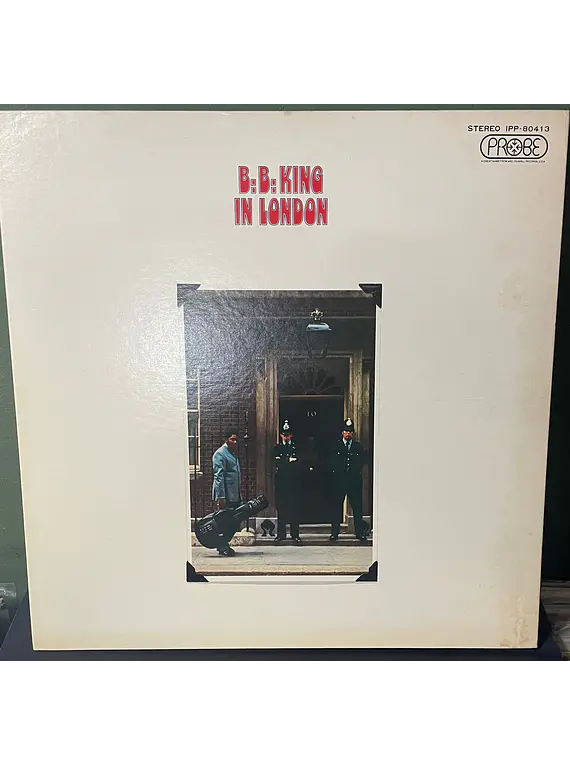 STEREO IPP-80413
PROBE
B.B. KING
IN LONDON
10